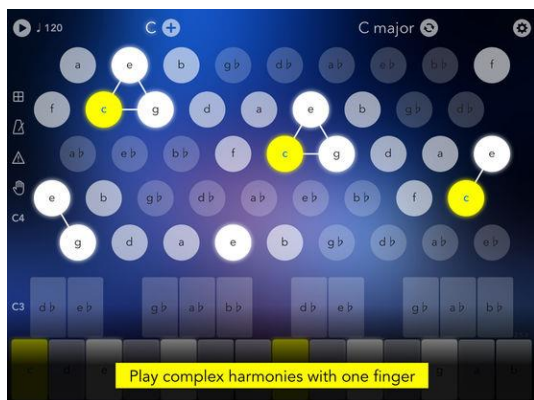 ♩ 120 C C major
a e b g♭ d♭ a♭ e♭ b♭ f
f c g d a e b g♭ d♭
a♭ e♭ b♭ f c g d a e
e b g♭ d♭ a♭ e♭ b♭ f c
C4
g d a e b g♭ d♭ a♭ e♭
C3 d♭ e♭ g♭ a♭ b♭ d♭ e♭ g♭ a♭ b♭
c d e g a b
Play complex harmonies with one finger